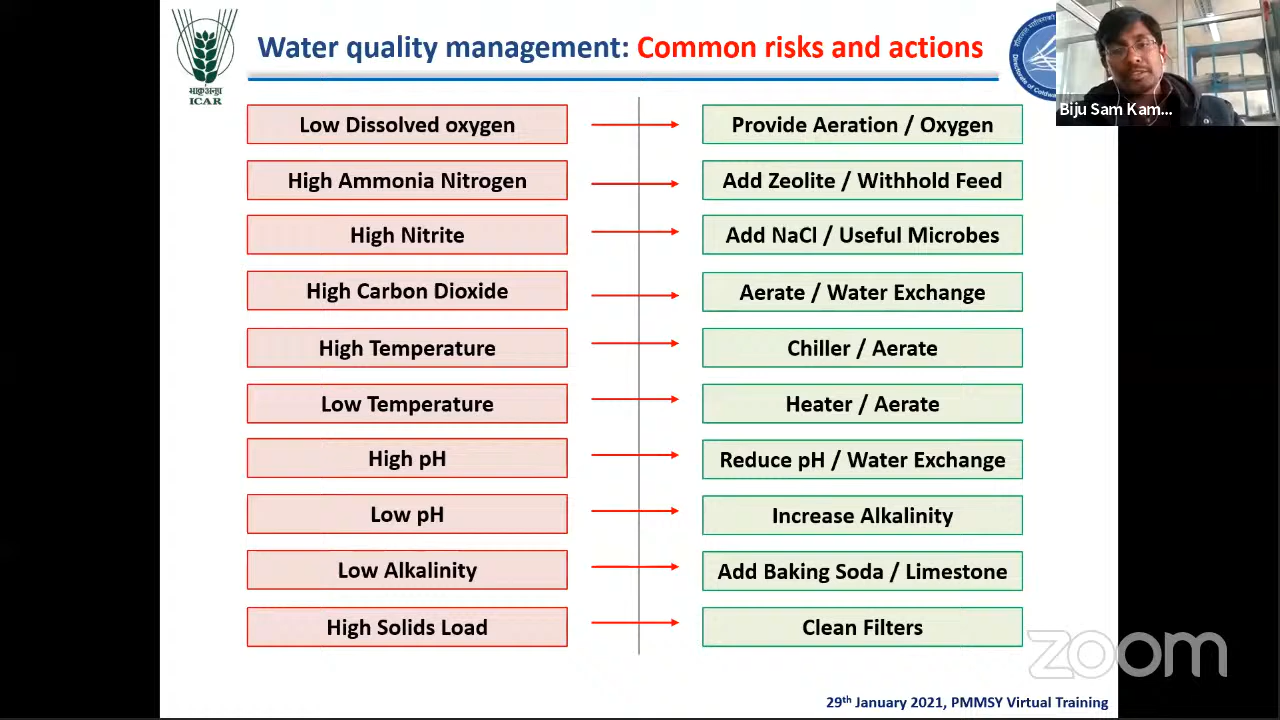 Water quality management: Common risks and actions
भाकृअनुप
ICAR
Biju Sam Kam...
Low Dissolved oxygen
Provide Aeration / Oxygen
High Ammonia Nitrogen
Add Zeolite / Withhold Feed
High Nitrite
Add NaCl / Useful Microbes
High Carbon Dioxide
Aerate / Water Exchange
High Temperature
Chiller / Aerate
Low Temperature
Heater / Aerate
High pH
Reduce pH / Water Exchange
Low pH
Increase Alkalinity
Low Alkalinity
Add Baking Soda / Limestone
High Solids Load
Clean Filters
zoom
29th January 2021, PMMSY Virtual Training